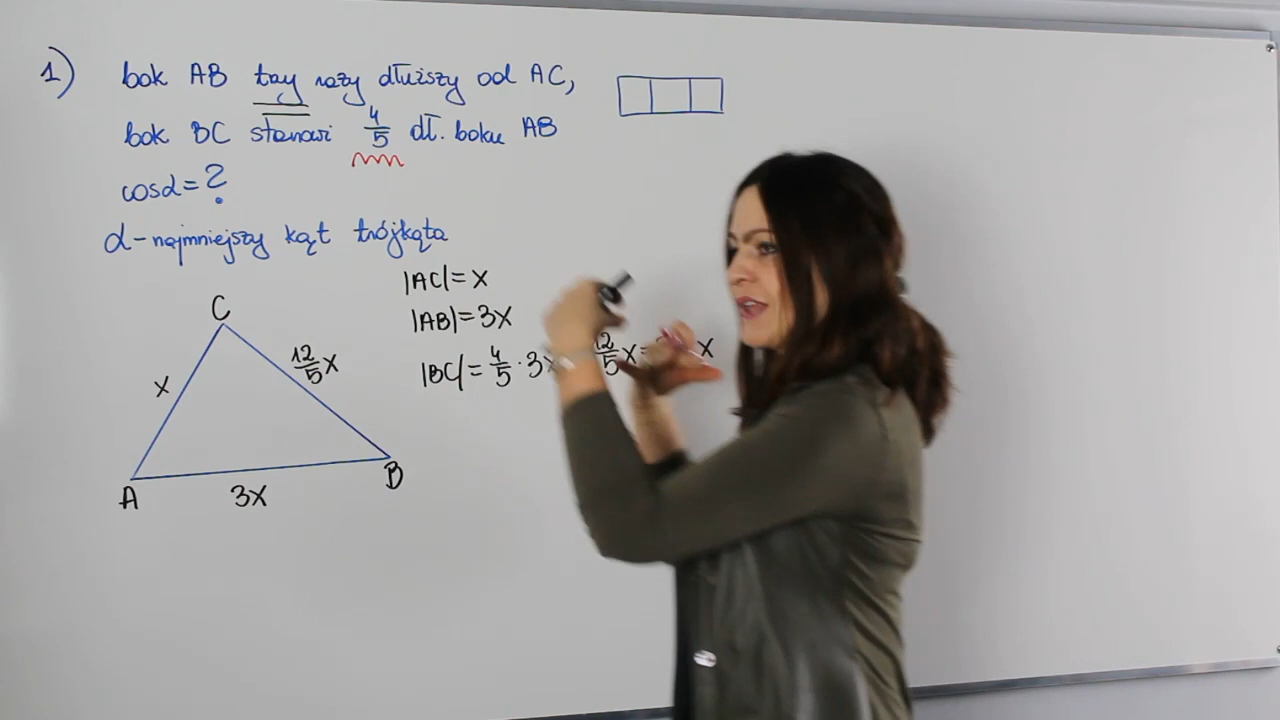 1) bok AB trzy razy dłuższy od AC,
bok BC stanowi 4/5 dł. boku AB
cosα = ?
α - najmniejszy kąt trójkąta
|AC| = x
|AB| = 3x
|BC| = 4/5 · 3x 12/5 x = x
C
x
12/5 x
A
3x
B